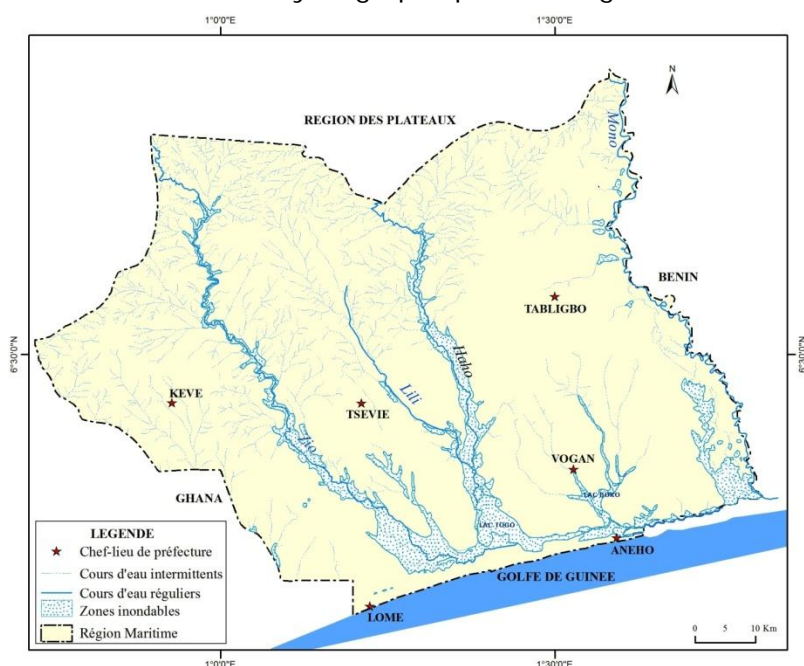 1°0'0"E
1°30'0"E
N
REGION DES PLATEAUX
Mono
BENIN
TABLIGBO
6°30'0"N
6°30'0"N
Haho
KEVE
Lili
TSEVIE
Zio
VOGAN
GHANA
LAC TOGO
ANEHO
GOLFE DE GUINEE
LOME
LEGENDE
Chef-lieu de préfecture
Cours d'eau intermittents
Cours d'eau réguliers
Zones inondables
Région Maritime
0 5 10 Km
1°0'0"E
1°30'0"E